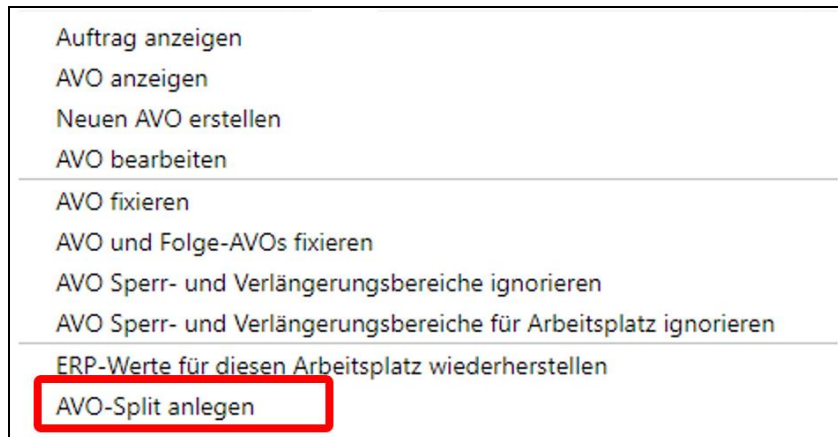 Auftrag anzeigen
AVO anzeigen
Neuen AVO erstellen
AVO bearbeiten
AVO fixieren
AVO und Folge-AVOs fixieren
AVO Sperr- und Verlängerungsbereiche ignorieren
AVO Sperr- und Verlängerungsbereiche für Arbeitsplatz ignorieren
ERP-Werte für diesen Arbeitsplatz wiederherstellen
AVO-Split anlegen